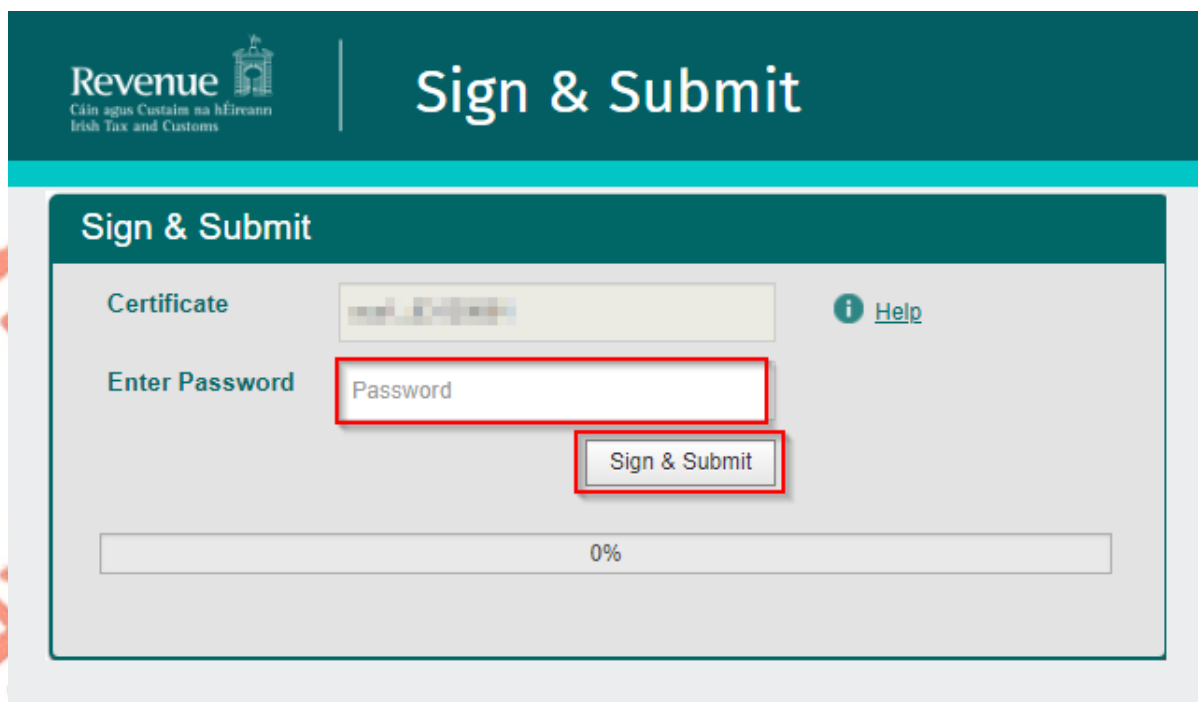 Revenue
Cáin agus Custaim na hÉireann
Irish Tax and Customs
Sign & Submit
Sign & Submit
Certificate
Help
Enter Password
Password
Sign & Submit
0%